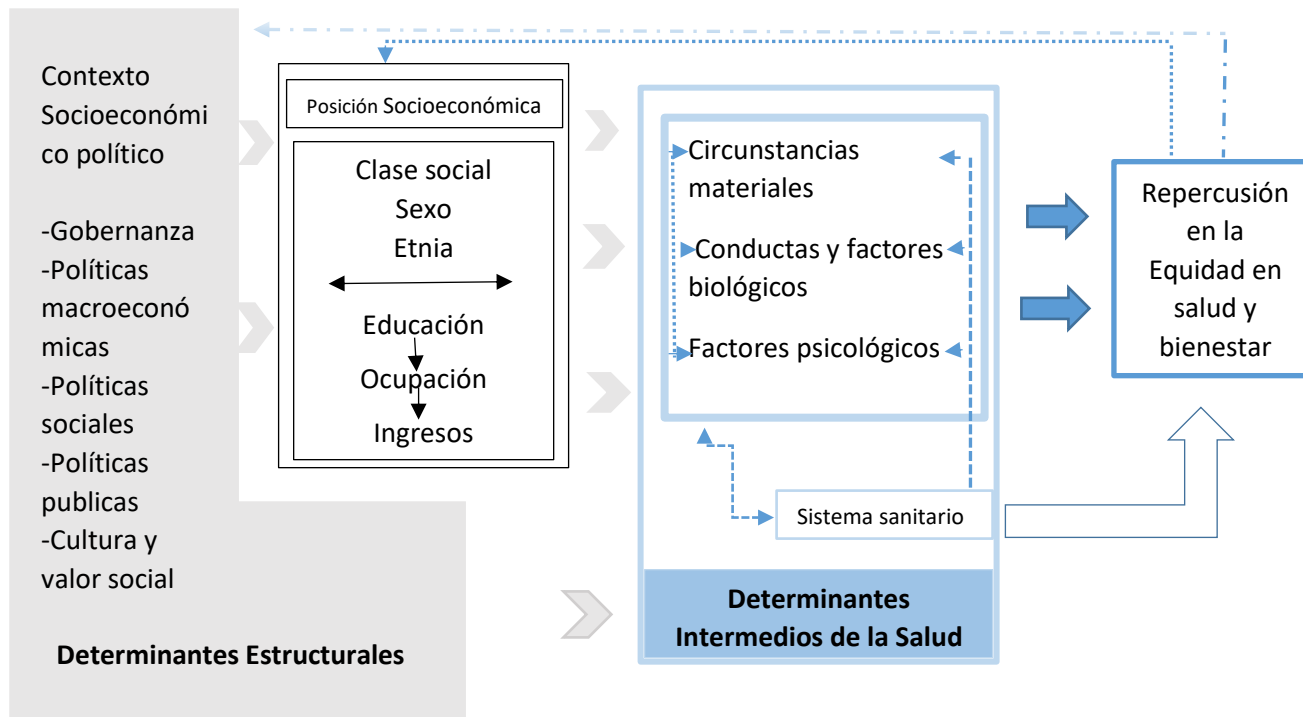 Contexto
Socioeconómi
co político
-Gobernanza
-Políticas
macroeconó
micas
-Políticas
sociales
-Políticas
publicas
-Cultura y
valor social
Determinantes Estructurales
Posición Socioeconómica
Clase social
Sexo
Etnia
Educación
Ocupación
Ingresos
Circunstancias
materiales
Conductas y factores
biológicos
Factores psicológicos
Sistema sanitario
Determinantes
Intermedios de la Salud
Repercusión
en la
Equidad en
salud y
bienestar